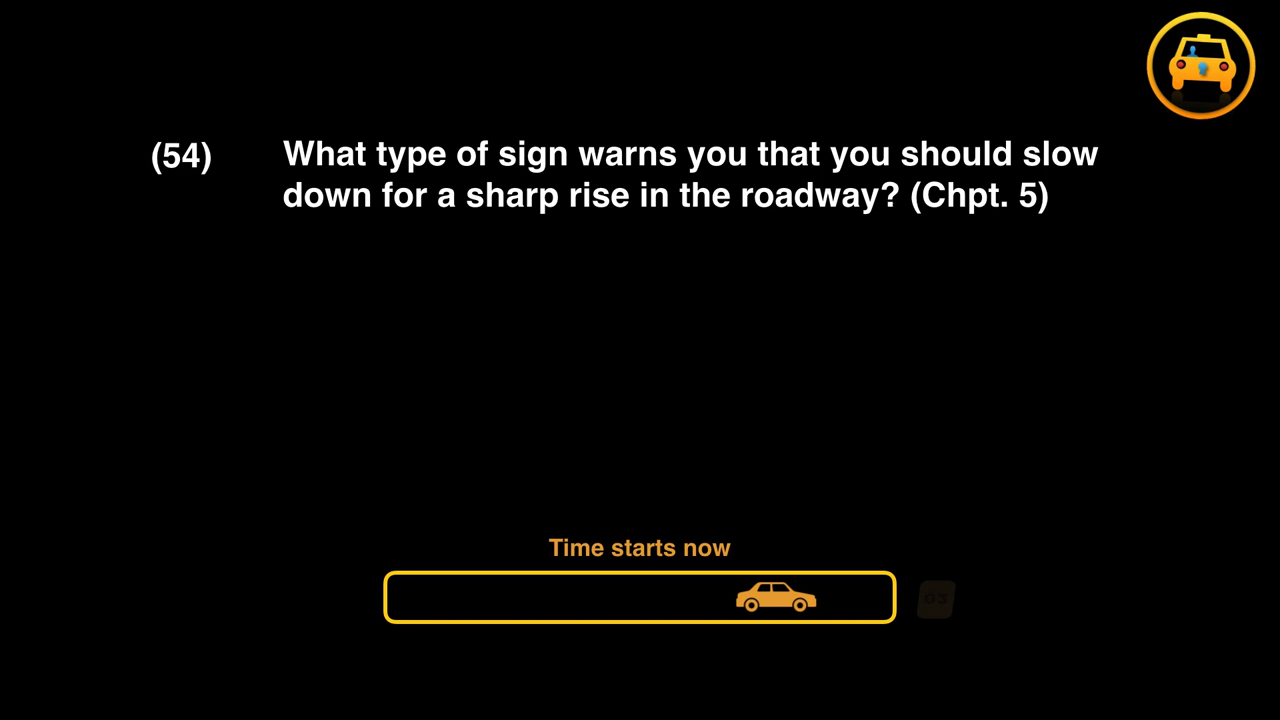 (54) What type of sign warns you that you should slow
down for a sharp rise in the roadway? (Chpt. 5)
Time starts now
03